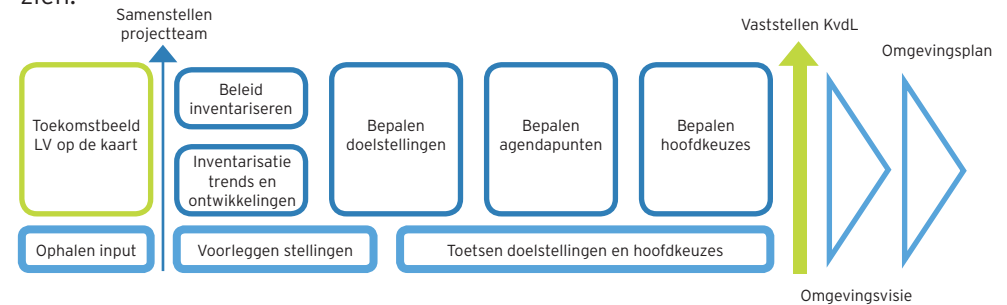 zien.
Samenstellen
projectteam
Vaststellen KvdL
Omgevingsplan
Toekomstbeeld
LV op de kaart
Beleid
inventariseren
Inventarisatie
trends en
ontwikkelingen
Bepalen
doelstellingen
Bepalen
agendapunten
Bepalen
hoofdkeuzes
Ophalen input
Voorleggen stellingen
Toetsen doelstellingen en hoofdkeuzes
Omgevingsvisie